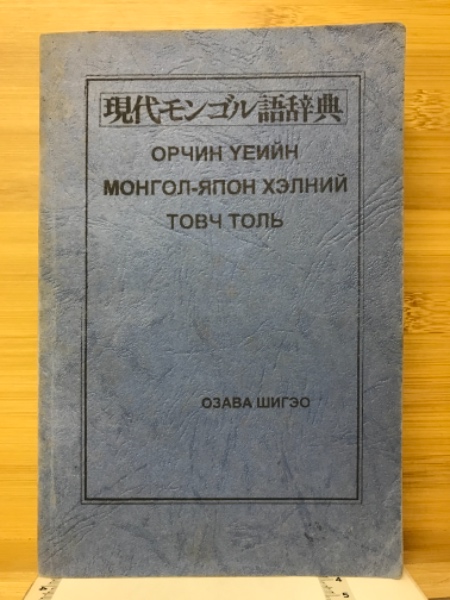 現代モンゴル語辞典
ОРЧИН ҮЕИЙН
МОНГОЛ-ЯПОН ХЭЛНИЙ
ТОВЧ ТОЛЬ
ОЗАВА ШИГЭО